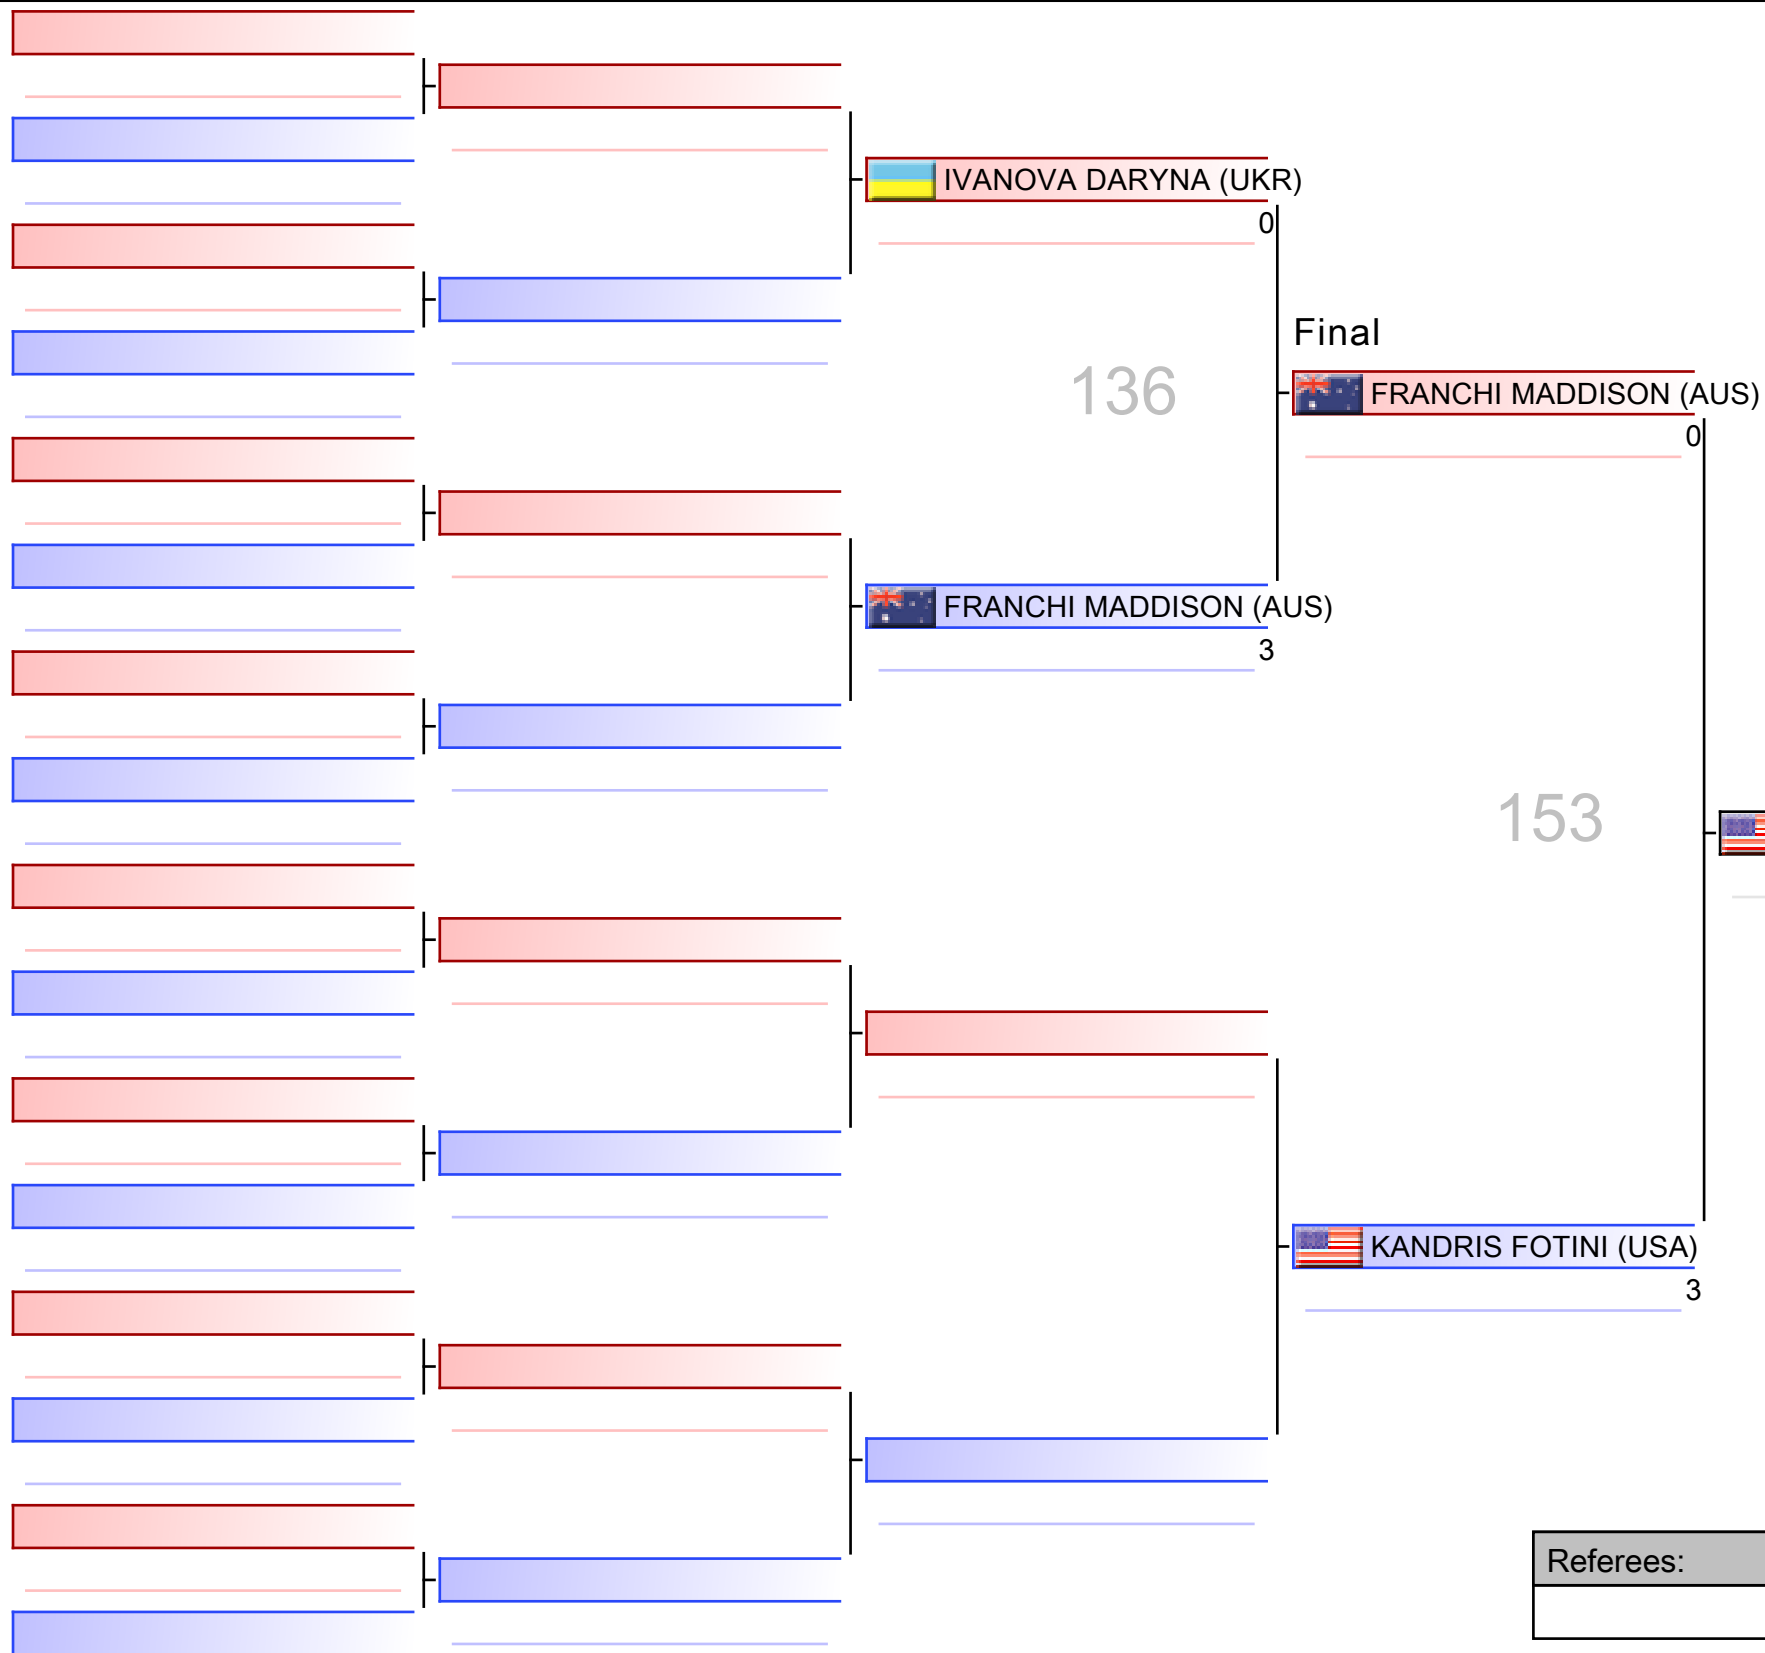 IVANOVA DARYNA (UKR)
0
Final
136
FRANCHI MADDISON (AUS)
0
FRANCHI MADDISON (AUS)
3
153
KANDRIS FOTINI (USA)
3
Referees: